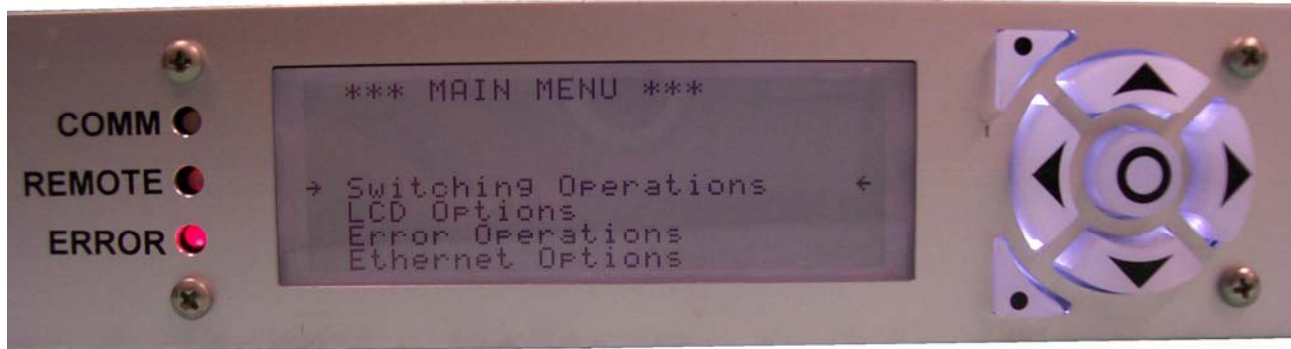 COMM
REMOTE
ERROR
*** MAIN MENU ***
→ Switching Operations ←
LCD Options
Error Operations
Ethernet Options